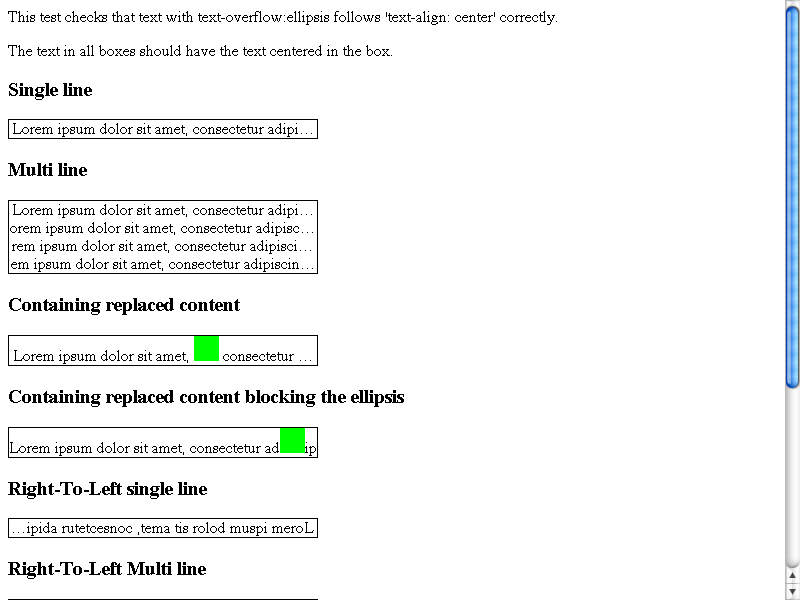 This test checks that text with text-overflow:ellipsis follows 'text-align: center' correctly.
The text in all boxes should have the text centered in the box.
Single line
Lorem ipsum dolor sit amet, consectetur adipi…
Multi line
Lorem ipsum dolor sit amet, consectetur adipi…
orem ipsum dolor sit amet, consectetur adipisc…
rem ipsum dolor sit amet, consectetur adipisci…
em ipsum dolor sit amet, consectetur adipiscin…
Containing replaced content
Lorem ipsum dolor sit amet, consectetur …
Containing replaced content blocking the ellipsis
Lorem ipsum dolor sit amet, consectetur ad ip
Right-To-Left single line
…ipida rutetcesnoc ,tema tis rolod muspi meroL
Right-To-Left Multi line